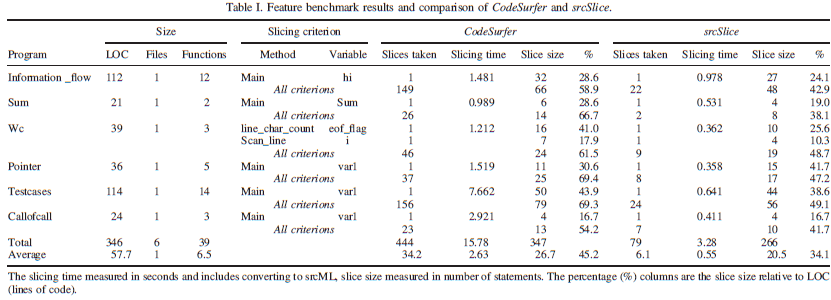 Table I. Feature benchmark results and comparison of CodeSurfer and srcSlice.
Size Slicing criterion CodeSurfer srcSlice
Program LOC Files Functions Method Variable Slices taken Slicing time Slice size % Slices taken Slicing time Slice size %
Information _flow 112 1 12 Main hi 1 1.481 32 28.6 1 0.978 27 24.1
All criterions 149 66 58.9 22 48 42.9
Sum 21 1 2 Main Sum 1 0.989 6 28.6 1 0.531 4 19.0
All criterions 26 14 66.7 2 8 38.1
Wc 39 1 3 line_char_count eof_flag 1 1.212 16 41.0 1 0.362 10 25.6
Scan_line i 1 7 17.9 1 4 10.3
All criterions 46 24 61.5 9 19 48.7
Pointer 36 1 5 Main var1 1 1.519 11 30.6 1 0.358 15 41.7
All criterions 37 25 69.4 8 17 47.2
Testcases 114 1 14 Main var1 1 7.662 50 43.9 1 0.641 44 38.6
All criterions 156 79 69.3 24 56 49.1
Callofcall 24 1 3 Main var1 1 2.921 4 16.7 1 0.411 4 16.7
All criterions 23 13 54.2 7 10 41.7
Total 346 6 39 444 15.78 347 79 3.28 266
Average 57.7 1 6.5 34.2 2.63 26.7 45.2 6.1 0.55 20.5 34.1
The slicing time measured in seconds and includes converting to srcML, slice size measured in number of statements. The percentage (%) columns are the slice size relative to LOC
(lines of code).